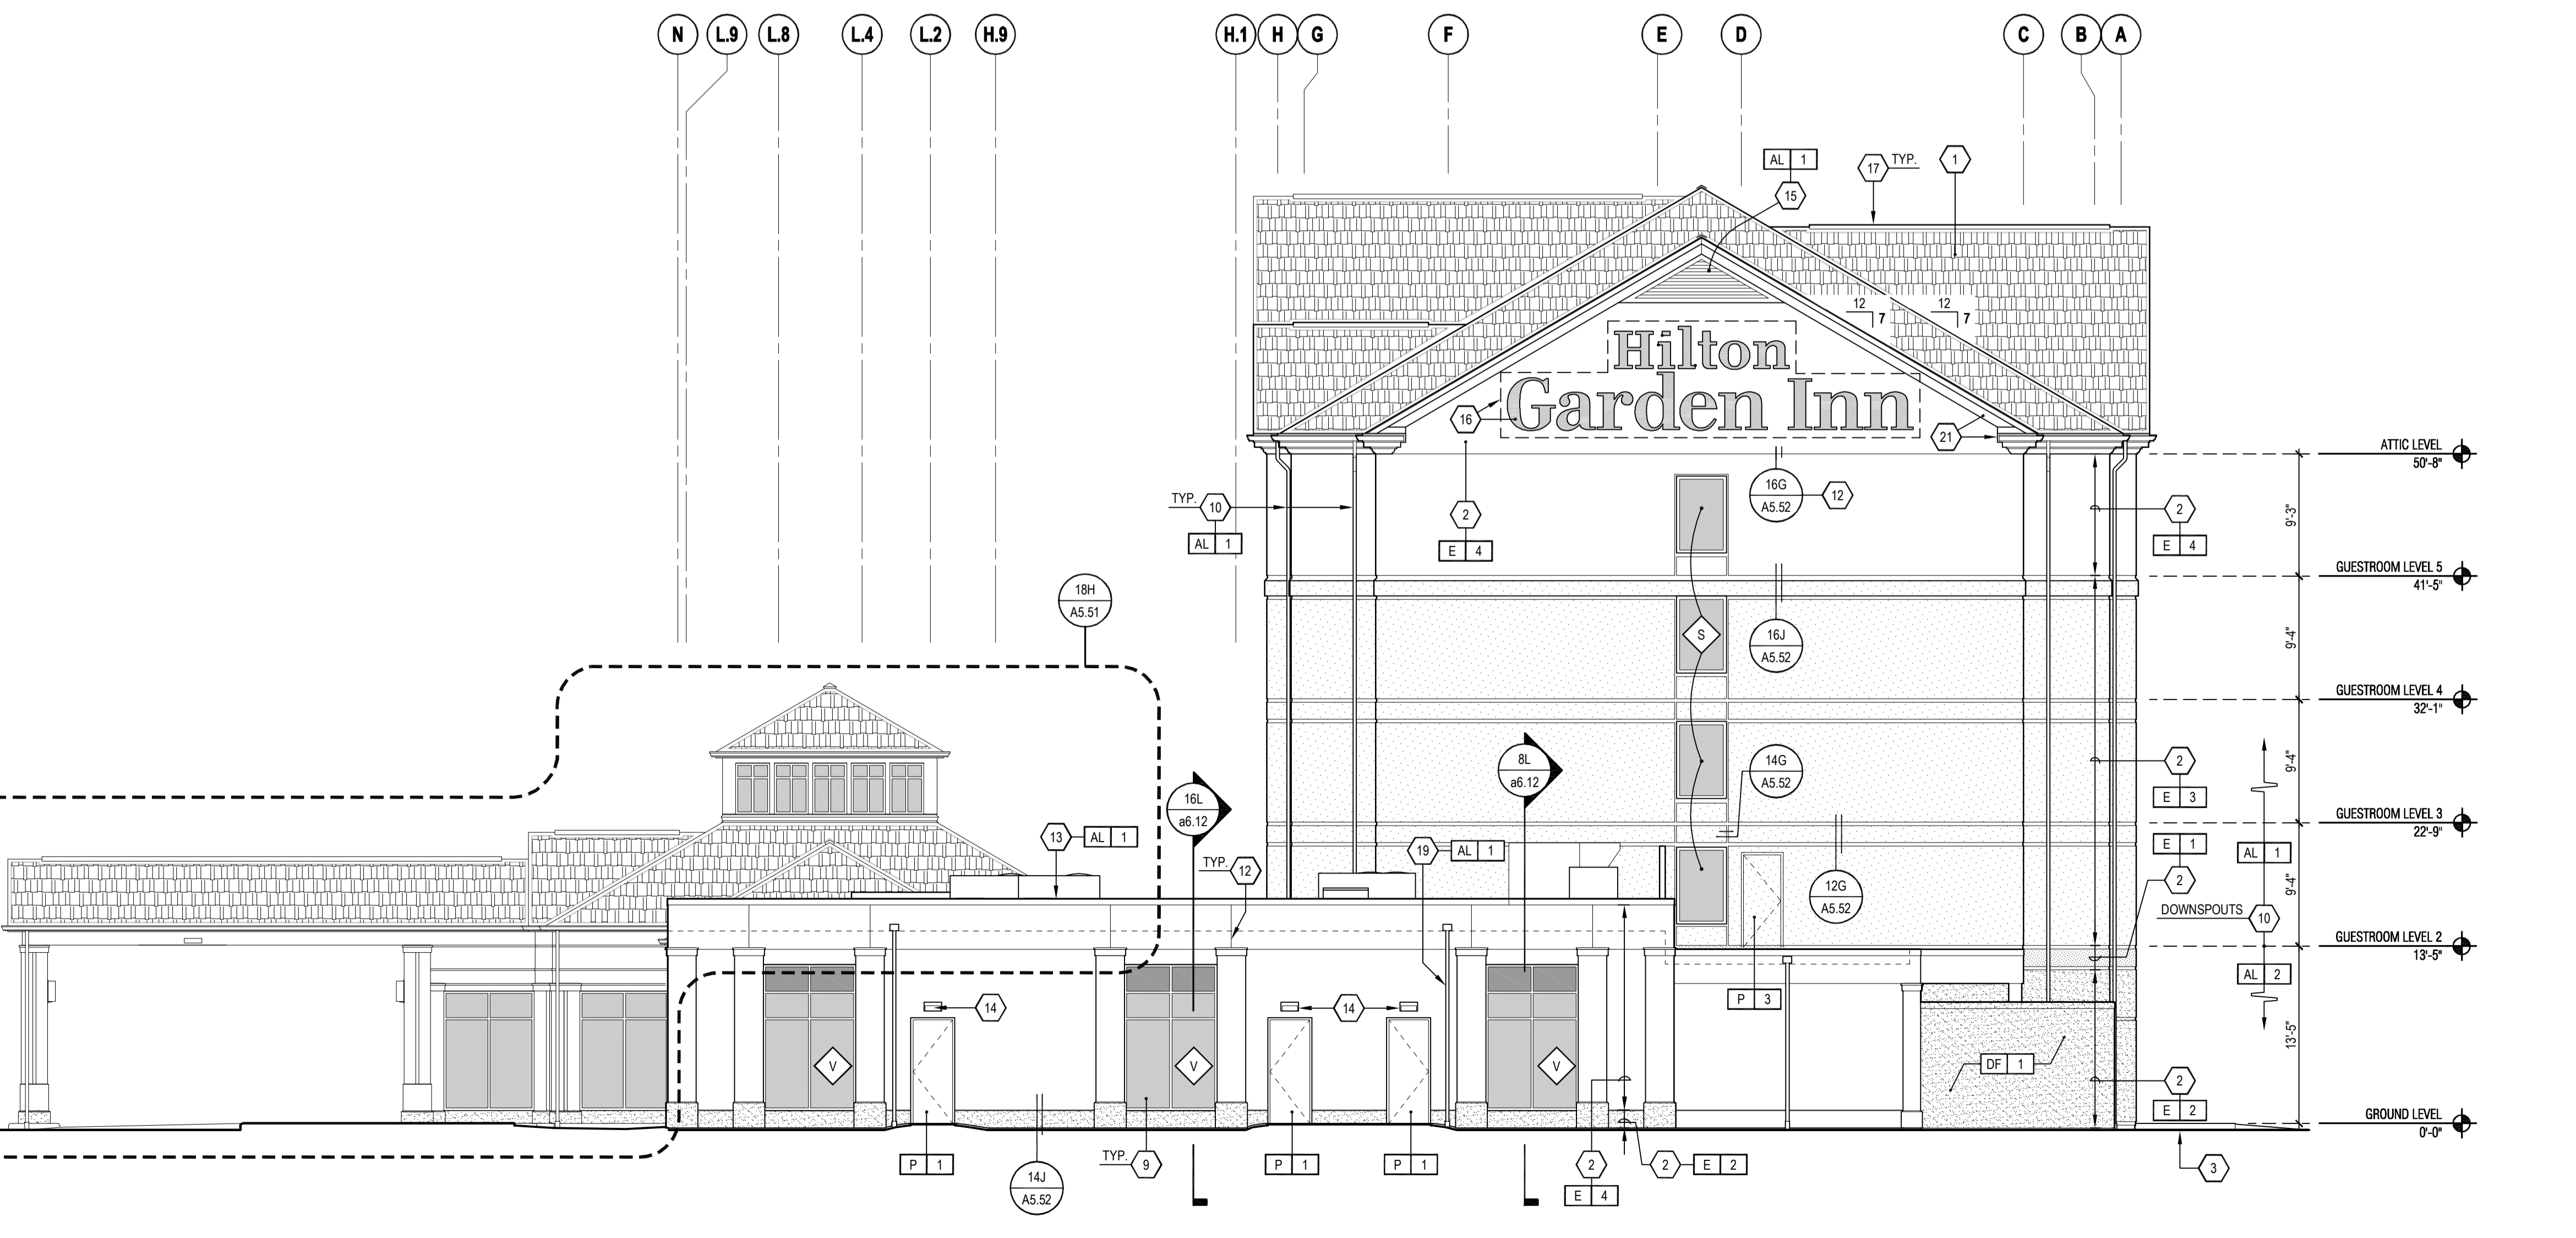 N L.9 L.8 L.4 L.2 H.9 H.1 H G F E D C B A
AL 1
17 TYP.
1
15
12
7
12
7
Hilton
Garden Inn
16
21
ATTIC LEVEL
50'-8"
TYP. 10
AL 1
2
E 4
16G
A5.52
12
2
E 4
9'-3"
GUESTROOM LEVEL 5
41'-5"
18H
A5.51
S
16J
A5.52
9'-4"
GUESTROOM LEVEL 4
32'-1"
16L
a6.12
8L
a6.12
14G
A5.52
2
E 3
9'-4"
GUESTROOM LEVEL 3
22'-9"
13 AL 1
TYP. 12
19 AL 1
12G
A5.52
E 1
2
AL 1
9'-4"
DOWNSPOUTS 10
GUESTROOM LEVEL 2
13'-5"
AL 2
14
14
P 3
V
V
V
DF 1
2
E 2
13'-5"
GROUND LEVEL
0'-0"
P 1
14J
A5.52
TYP. 9
P 1
P 1
2
E 4
2 E 2
3